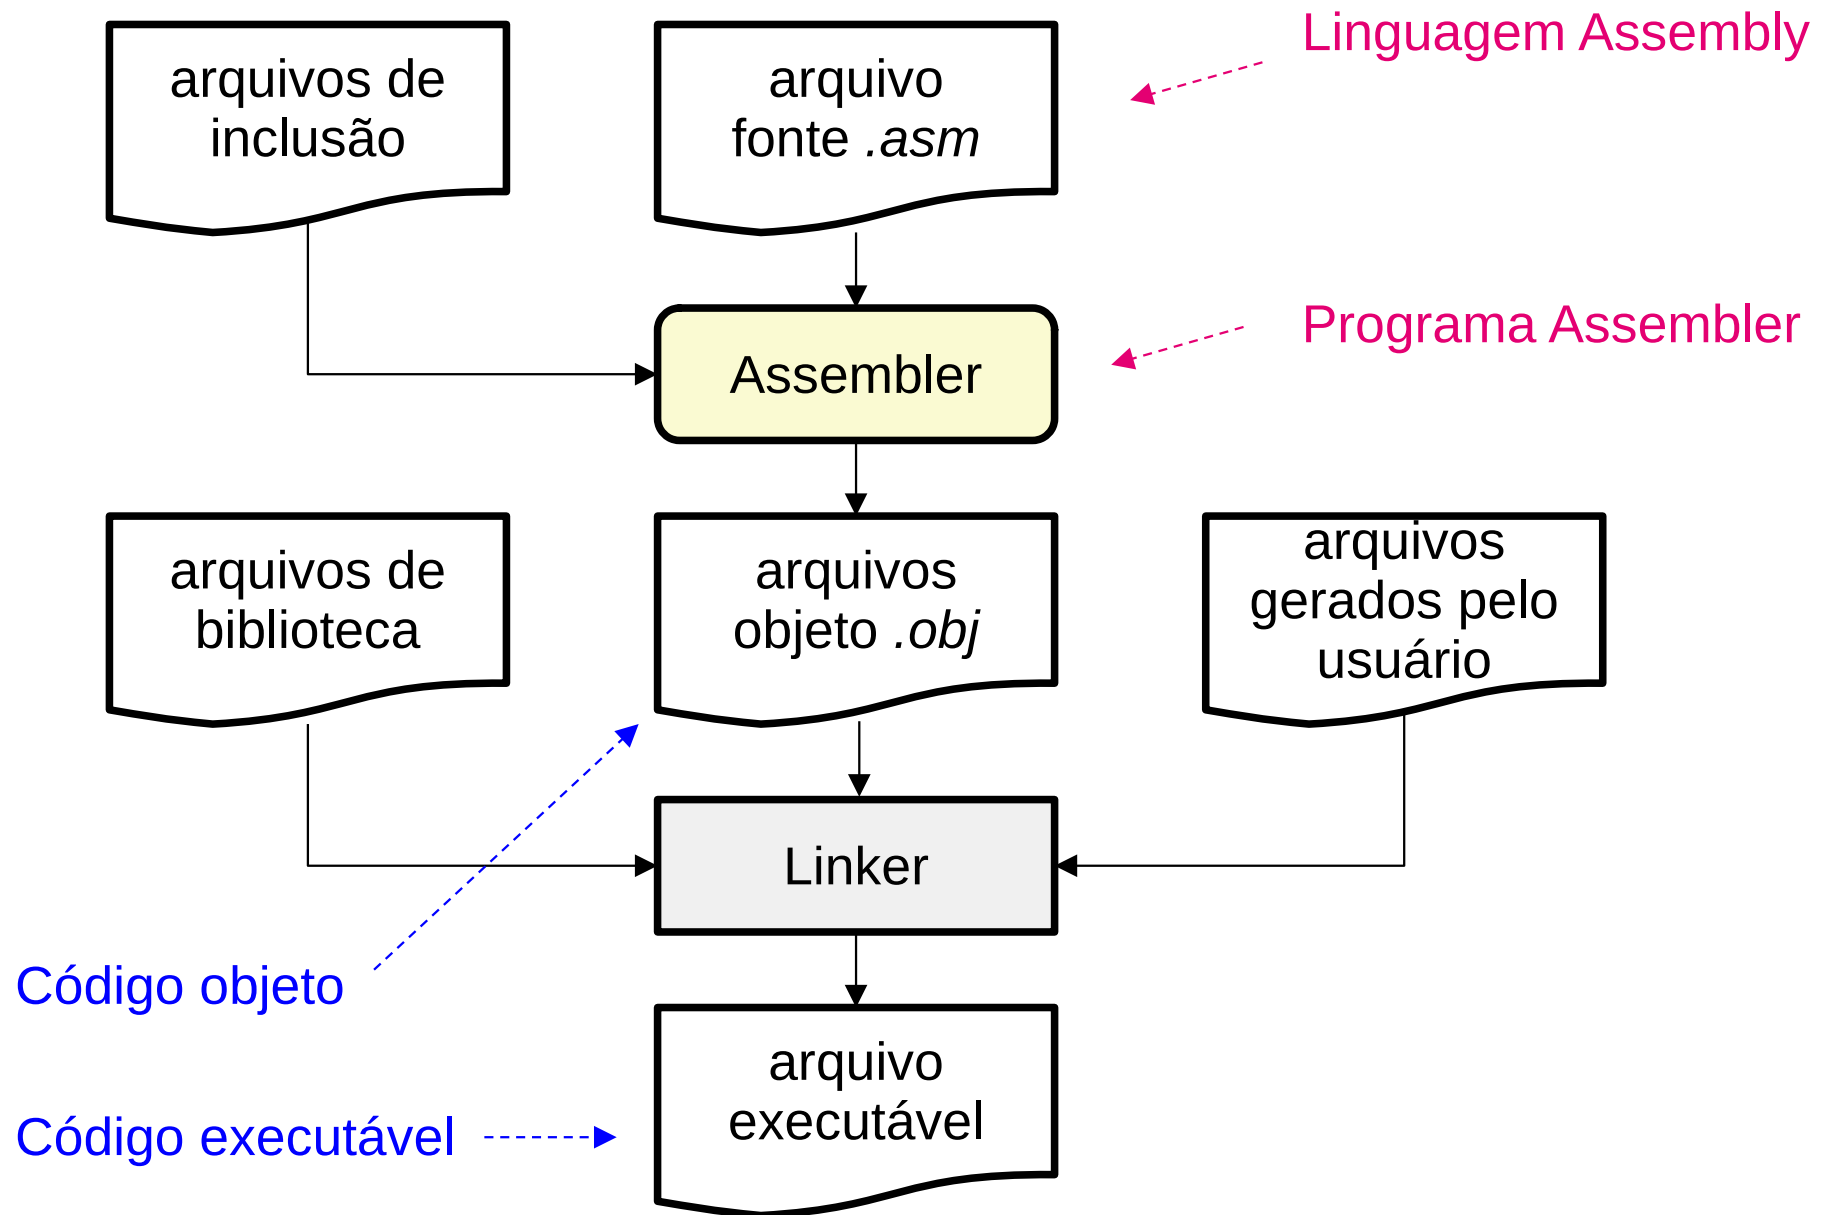 arquivos de
inclusão
arquivo
fonte .asm
Linguagem Assembly
Assembler
Programa Assembler
arquivos de
biblioteca
arquivos
objeto .obj
arquivos
gerados pelo
usuário
Linker
Código objeto
arquivo
executável
Código executável